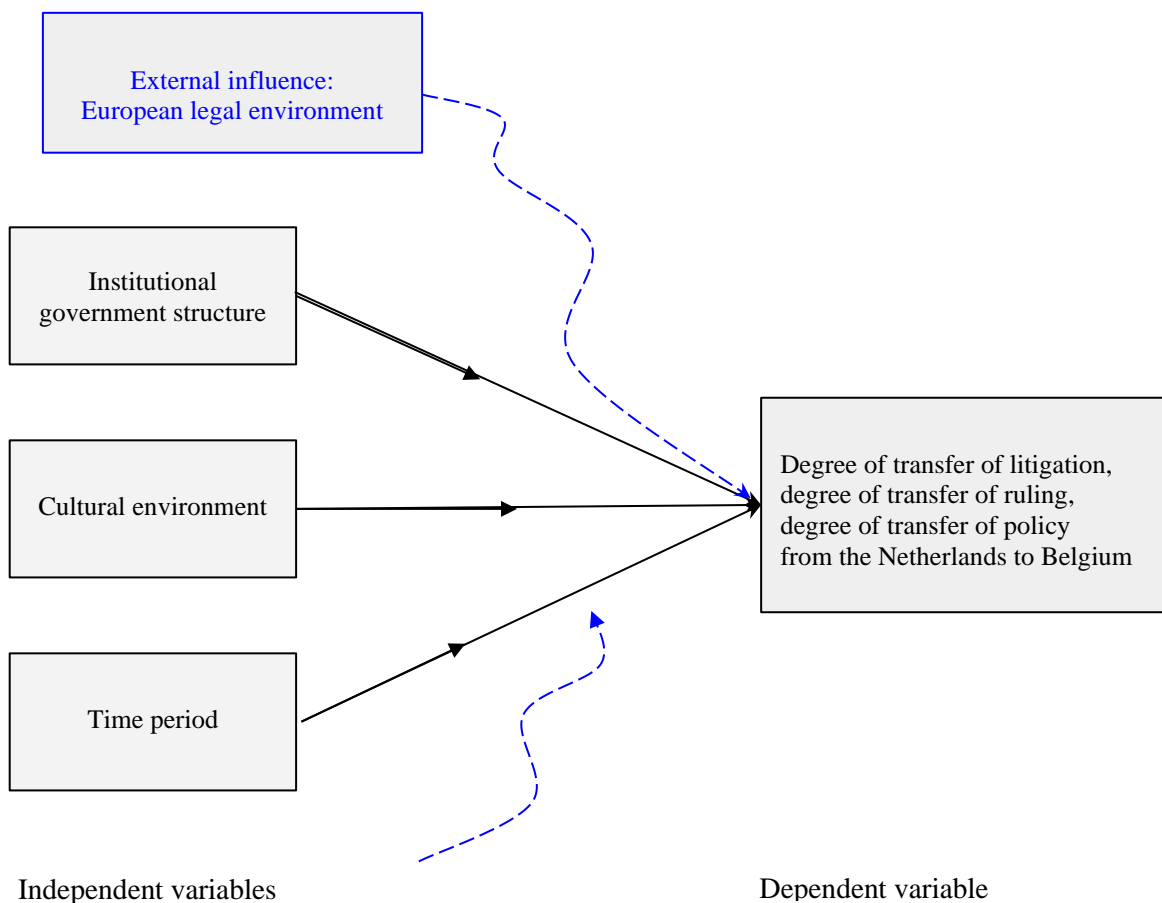 External influence:
European legal environment
Institutional
government structure
Cultural environment
Time period
Degree of transfer of litigation,
degree of transfer of ruling,
degree of transfer of policy
from the Netherlands to Belgium
Independent variables
Dependent variable